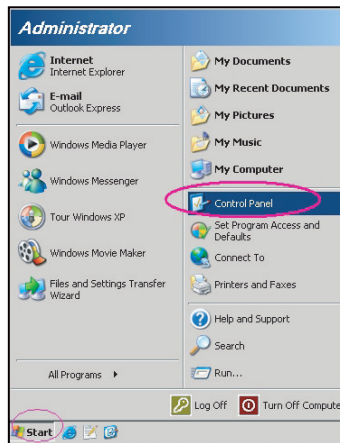 Administrator
Internet
Internet Explorer
E-mail
Outlook Express
Windows Media Player
Windows Messenger
Tour Windows XP
Windows Movie Maker
Files and Settings Transfer
Wizard
All Programs
My Documents
My Recent Documents
My Pictures
My Music
My Computer
Control Panel
Set Program Access and
Defaults
Connect To
Printers and Faxes
Help and Support
Search
Run...
Log Off
Turn Off Compute
Start